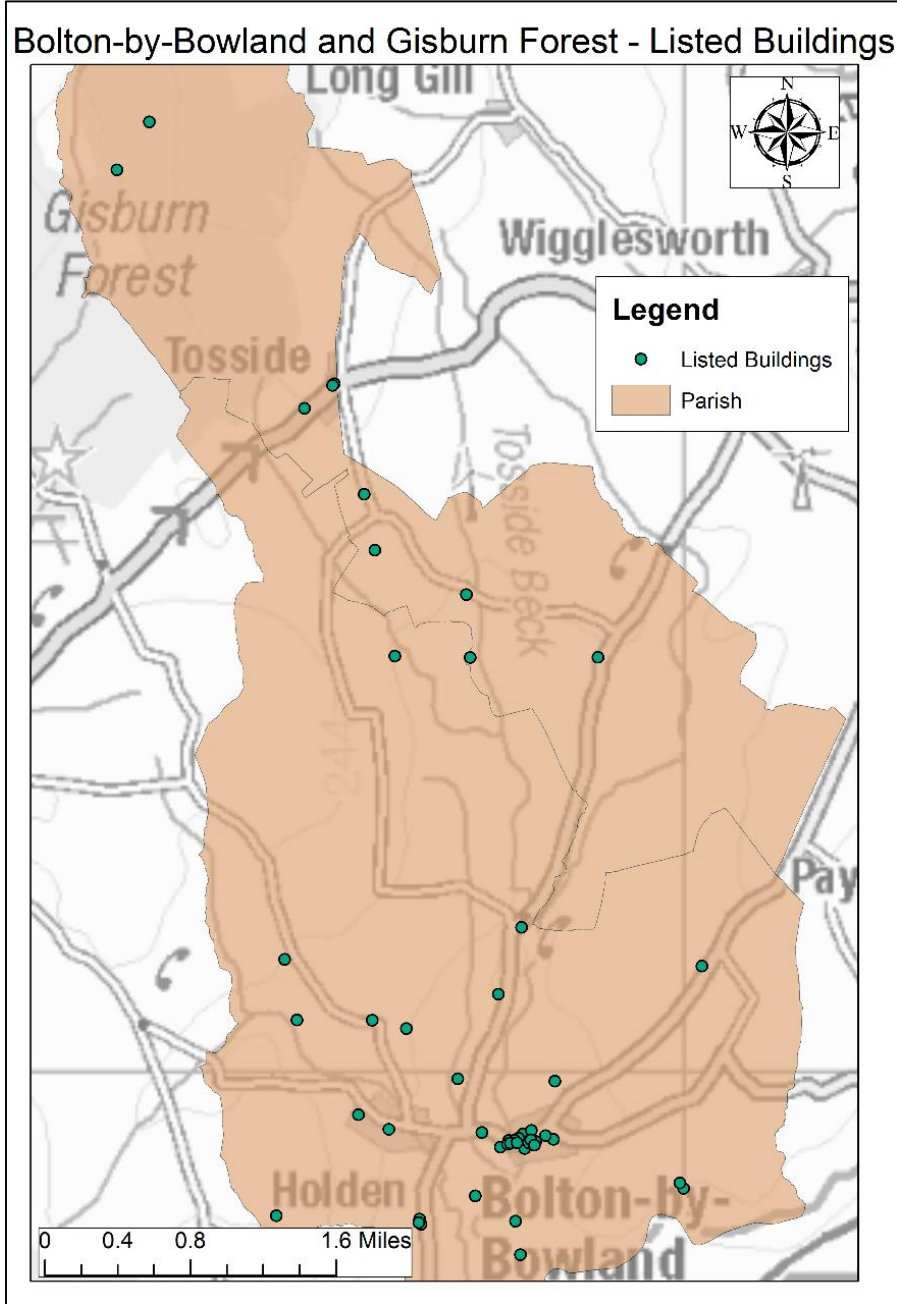 Bolton-by-Bowland and Gisburn Forest - Listed Buildings
Long Gill
N
W
E
S
Gisburn
Forest
Wigglesworth
Legend
Listed Buildings
Parish
Tosside
Tosside Beck
244
Pay
Holden
Bolton-by-
Bowland
0 0.4 0.8 1.6 Miles